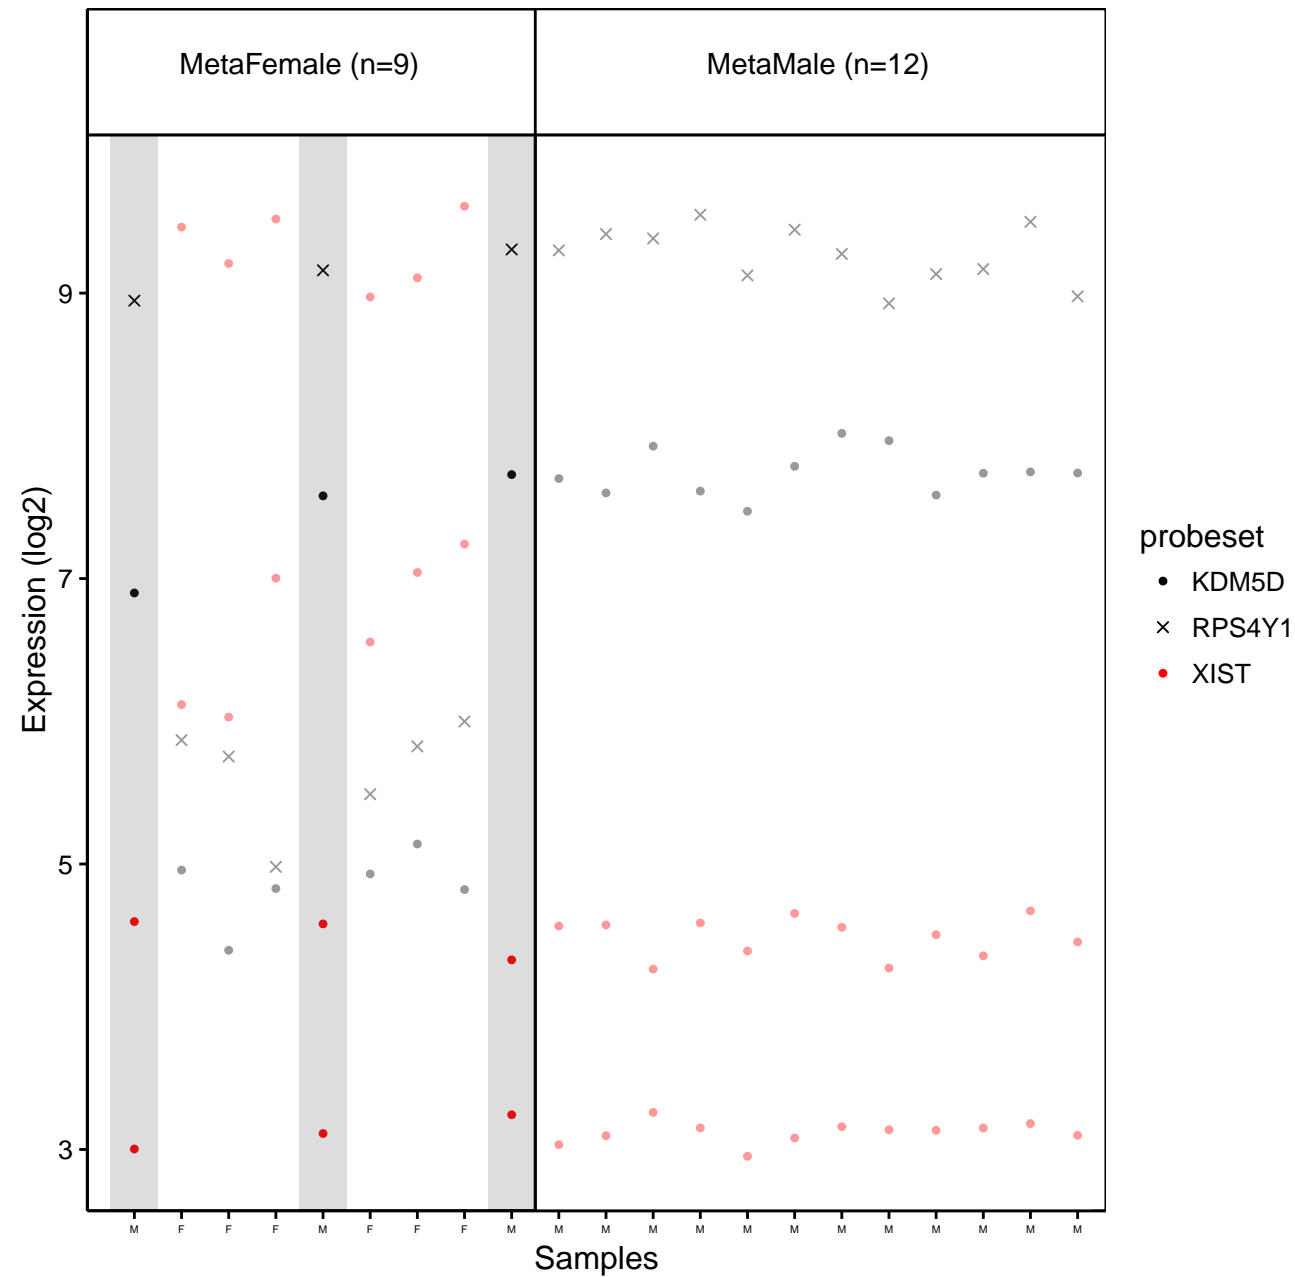 MetaFemale (n=9)
MetaMale (n=12)
Expression (log2)
9
7
5
3
M F F F M F F F M M M M M M M M M M M M M
Samples
probeset
KDM5D
RPS4Y1
XIST